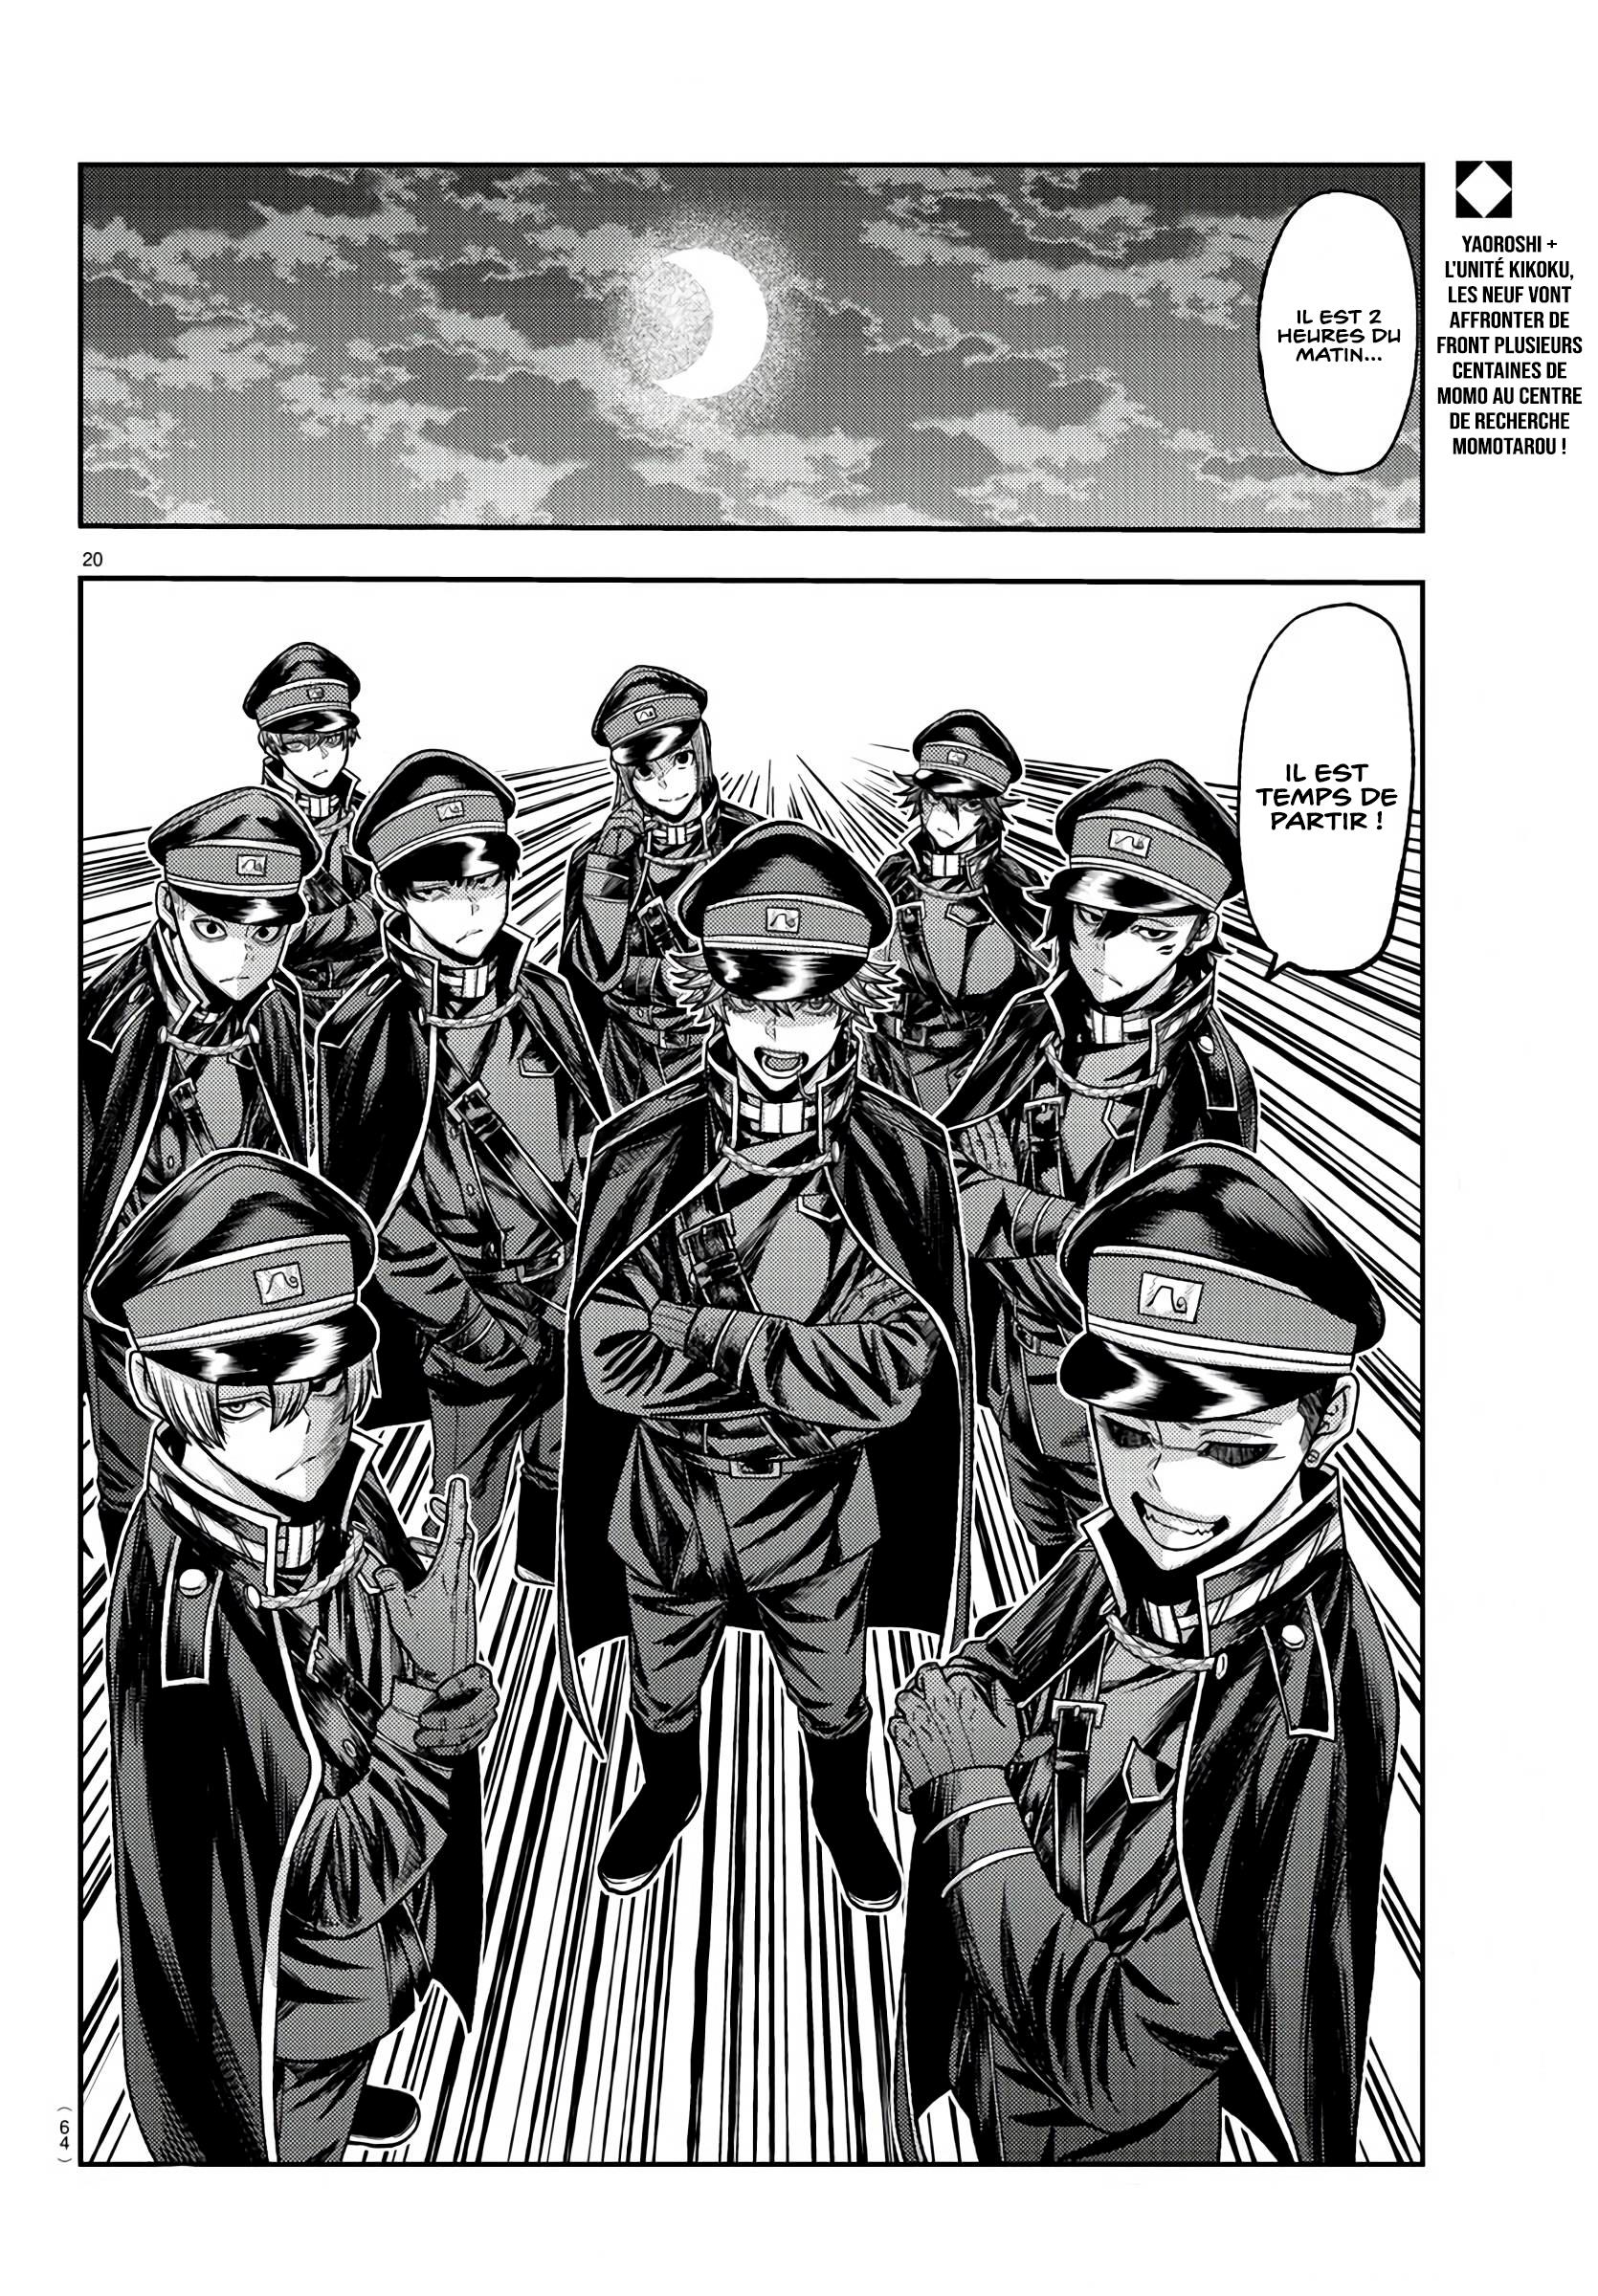 YAOROSHI +
L'UNITÉ KIKOKU,
LES NEUF VONT
AFFRONTER DE
FRONT PLUSIEURS
CENTAINES DE
MOMO AU CENTRE
DE RECHERCHE
MOMOTAROU !
IL EST 2
HEURES DU
MATIN...
20
IL EST
TEMPS DE
PARTIR !
(64)